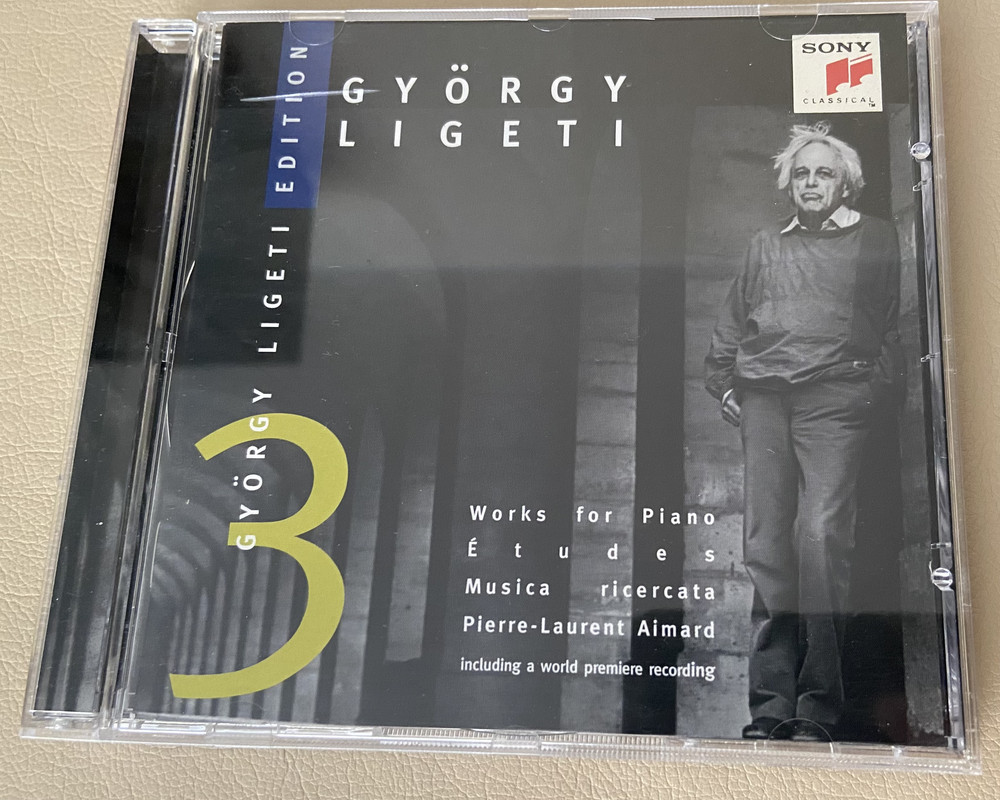 GYÖRGY LIGETI EDITION
GYÖRGY
LIGETI
SONY
CLASSICAL™
3
Works for Piano
Études
Musica ricercata
Pierre-Laurent Aimard
including a world premiere recording